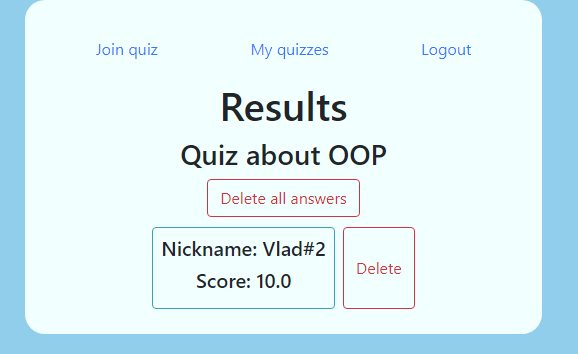 Join quiz My quizzes Logout
Results
Quiz about OOP
Delete all answers
Nickname: Vlad#2
Score: 10.0
Delete